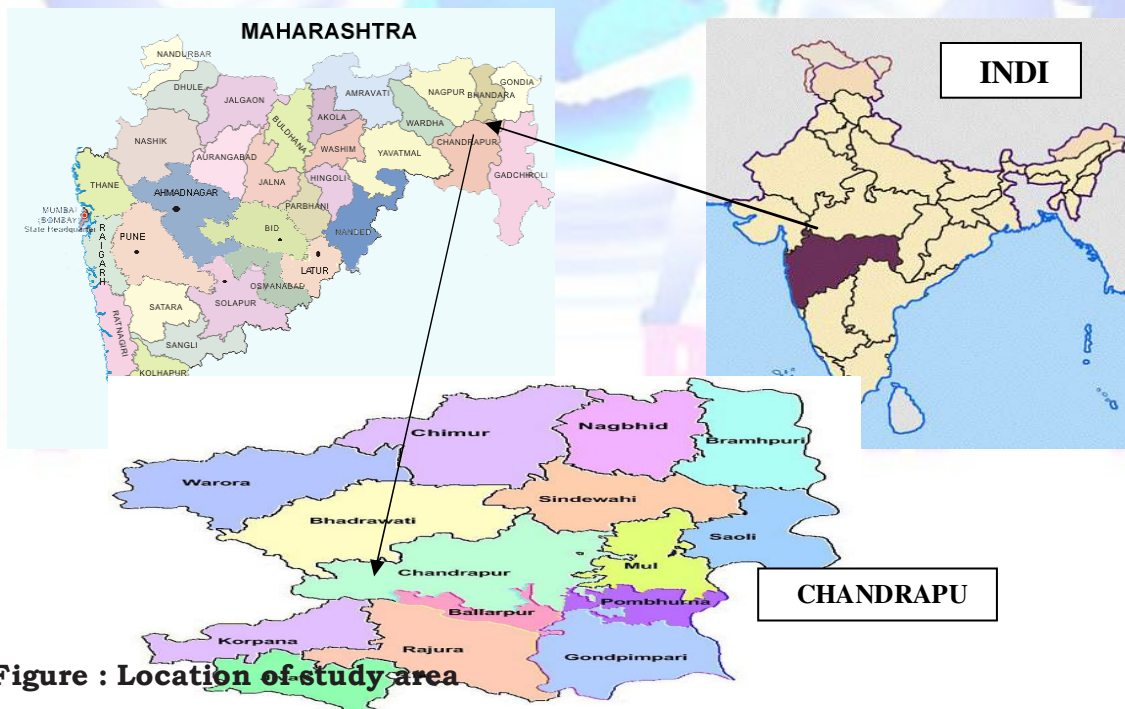 MAHARASHTRA
NANDURBAR
DHULE
JALGAON
BULDHANA
AKOLA
AMRAVATI
NAGPUR
BHANDARA
GONDIA
WARDHA
NASHIK
AURANGABAD
WASHIM
YAVATMAL
CHANDRAPUR
GADCHIROLI
THANE
AHMADNAGAR
JALNA
HINGOLI
PARBHANI
MUMBAI
(BOMBAY)
State Headquarter
RAIGARH
PUNE
BID
NANDED
LATUR
OSMANABAD
SATARA
SOLAPUR
RATNAGIRI
SANGLI
KOLHAPUR
INDI
Chimur
Nagbhid
Bramhpuri
Warora
Sindewahi
Bhadrawati
Saoli
Mul
Chandrapur
Pombhurna
Ballarpur
CHANDRAPU
Korpana
Rajura
Gondpimpari
Figure : Location of study area